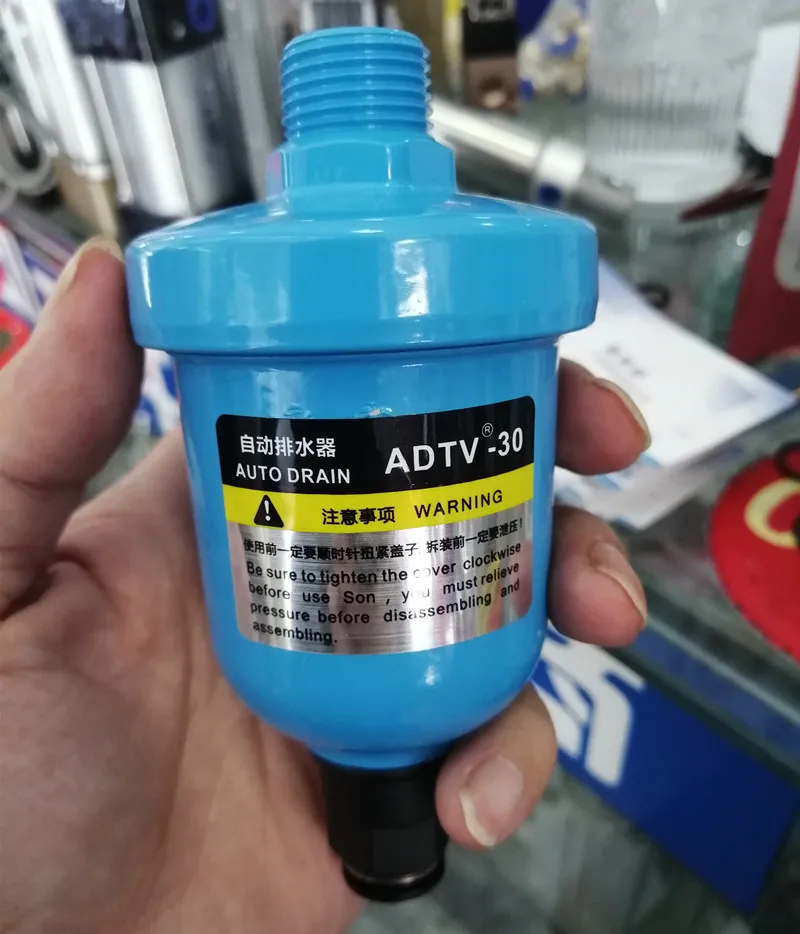 自动排水器
AUTO DRAIN
ADTV®-30
注意事项 WARNING
使用前一定要顺时针扭紧盖子,拆装前一定要泄压!
Be sure to tighten the cover clockwise
before use Son , you must relieve
pressure before disassembling and
assembling.